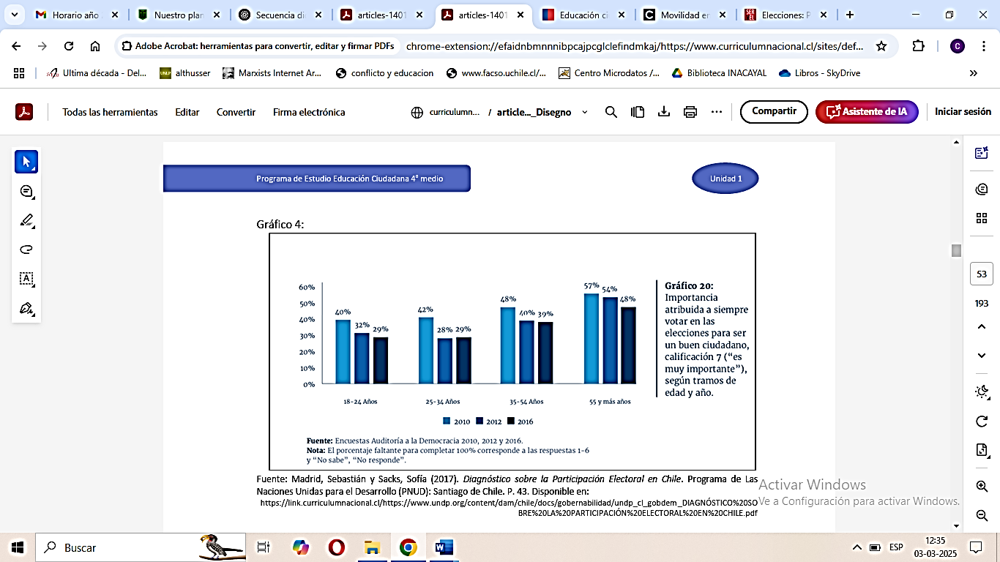 Horario año
Nuestro plan
Secuencia di
articles-1401
articles-1401
Educación ci
Movilidad en
Elecciones: P
Adobe Acrobat: herramientas para convertir, editar y firmar PDFs
chrome-extension://efaidnbmnnnibpcajpcglclefindmkaj/https://www.curriculumnacional.cl/sites/def...
C
Ultima década - Del...
althusser
Marxists Internet Ar...
conflicto y educacion
www.facso.uchile.cl/...
Centro Microdatos /...
Biblioteca INACAYAL
Libros - SkyDrive
Todas las herramientas
Editar
Convertir
Firma electrónica
curriculumn...
/ article..._Disegno
Compartir
Asistente de IA
Iniciar sesión
Programa de Estudio Educación Ciudadana 4° medio
Unidad 1
Gráfico 4:
60%
50%
40%
30%
20%
10%
0%
40%
32%
29%
42%
28%
29%
48%
40%
39%
57%
54%
48%
18-24 Años
25-34 Años
35-54 Años
55 y más años
2010
2012
2016
Gráfico 20:
Importancia
atribuida a siempre
votar en las
elecciones para ser
un buen ciudadano,
calificación 7 ("es
muy importante"),
según tramos de
edad y año.
Fuente: Encuestas Auditoría a la Democracia 2010, 2012 y 2016.
Nota: El porcentaje faltante para completar 100% corresponde a las respuestas 1-6
y "No sabe", "No responde".
Fuente: Madrid, Sebastián y Sacks, Sofía (2017). Diagnóstico sobre la Participación Electoral en Chile. Programa de Las
Naciones Unidas para el Desarrollo (PNUD): Santiago de Chile. P. 43. Disponible en:
https://link.curriculumnacional.cl/https://www.undp.org/content/dam/chile/docs/gobernabilidad/undp_cl_gobdem_DIAGNÓSTICO%20SO
BRE%20LA%20PARTICIPACIÓN%20ELECTORAL%20EN%20CHILE.pdf
53
193
Activar Windows
Ve a Configuración para activar Windows.
Buscar
ESP
12:35
03-03-2025